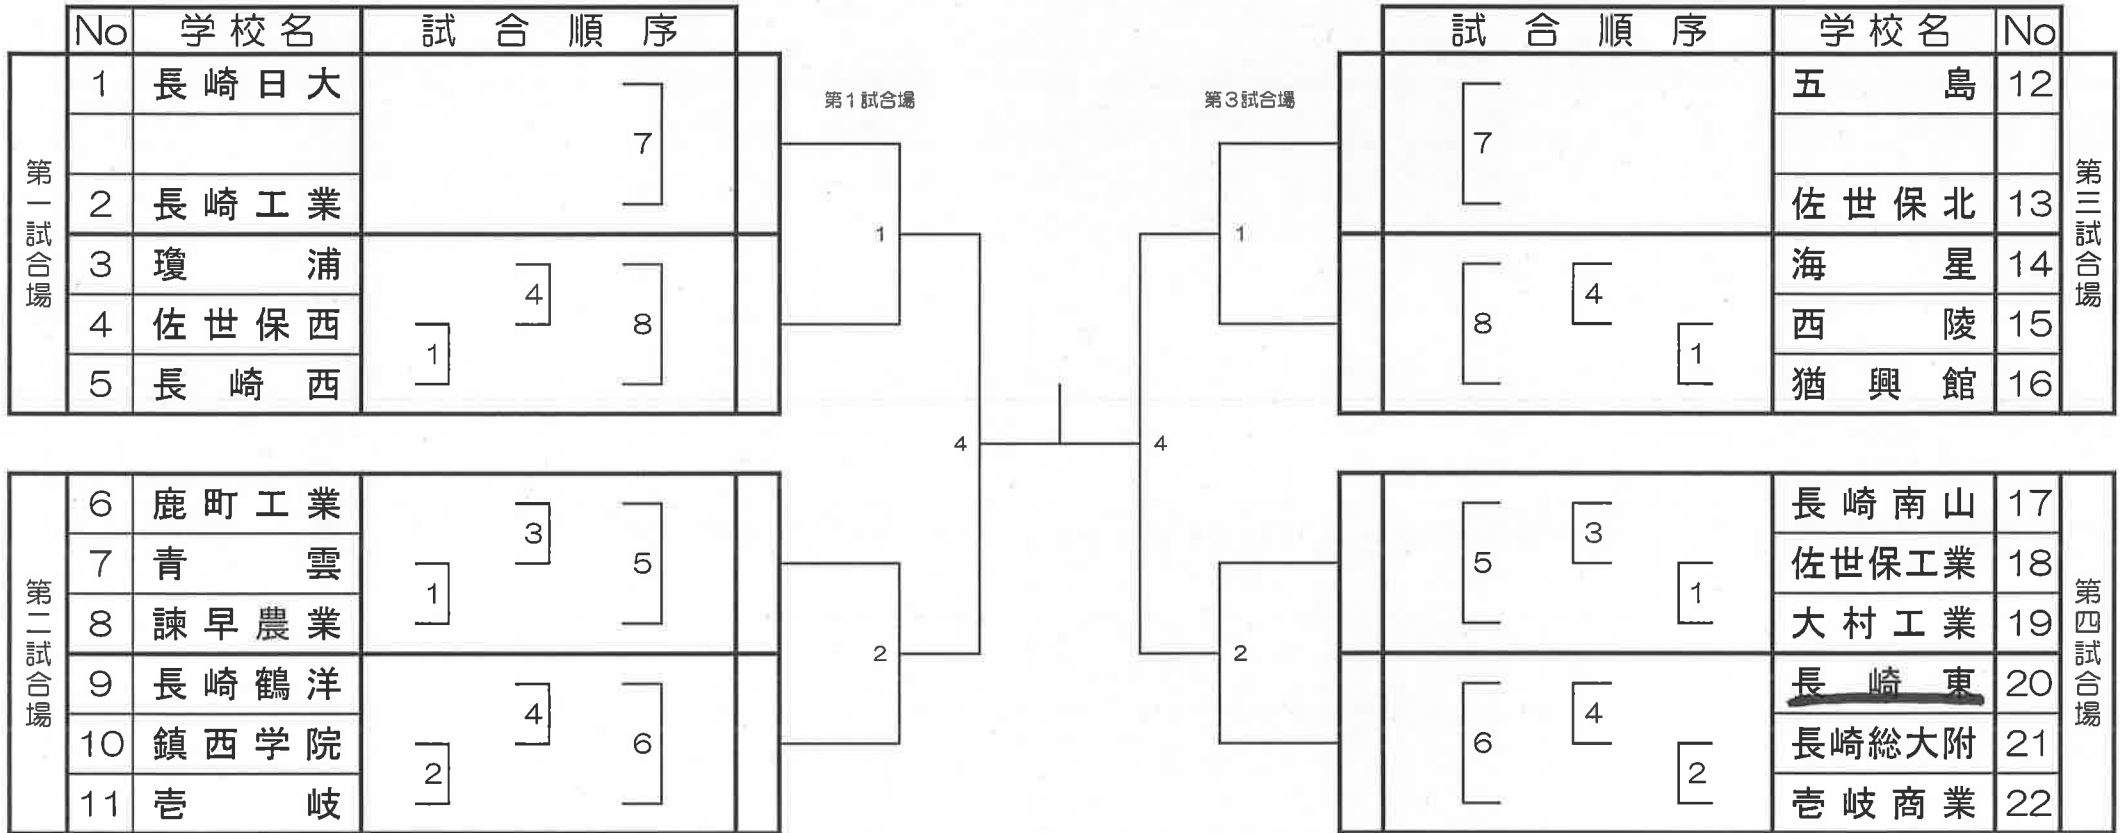 No 学校名 試合順序
第一試合場
1 長崎日大
7
2 長崎工業
3 瓊浦
4 佐世保西
5 長崎西
4
1
8
第二試合場
6 鹿町工業
7 青雲
8 諫早農業
3
1
5
9 長崎鶴洋
10 鎮西学院
11 壱岐
4
2
6
第1試合場
1
2
4
第3試合場
1
2
4
試合順序 学校名 No
第三試合場
五島 12
7
佐世保北 13
海星 14
西陵 15
猶興館 16
8
4
1
第四試合場
長崎南山 17
佐世保工業 18
大村工業 19
5
3
1
長崎東 20
長崎総大附 21
壱岐商業 22
6
4
2